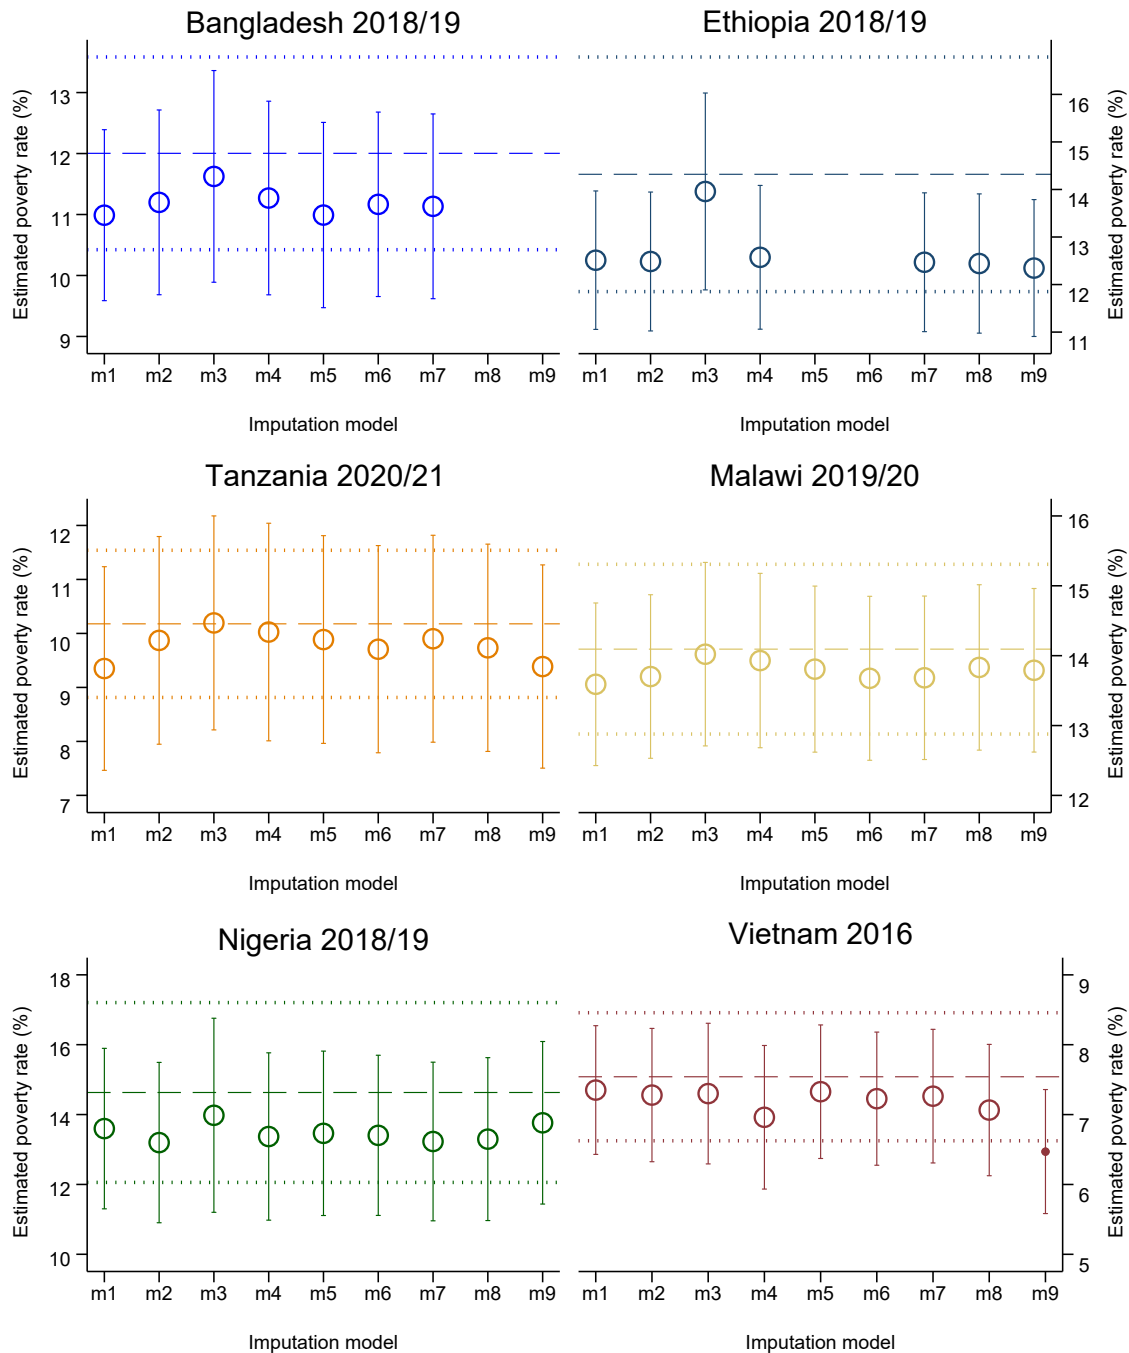 Bangladesh 2018/19
Ethiopia 2018/19
Estimated poverty rate (%)
13
12
11
10
9
m1 m2 m3 m4 m5 m6 m7 m8 m9
Imputation model
16
15
14
13
12
11
Estimated poverty rate (%)
m1 m2 m3 m4 m5 m6 m7 m8 m9
Imputation model
Tanzania 2020/21
Malawi 2019/20
Estimated poverty rate (%)
12
11
10
9
8
7
m1 m2 m3 m4 m5 m6 m7 m8 m9
Imputation model
16
15
14
13
12
Estimated poverty rate (%)
m1 m2 m3 m4 m5 m6 m7 m8 m9
Imputation model
Nigeria 2018/19
Vietnam 2016
Estimated poverty rate (%)
18
16
14
12
10
m1 m2 m3 m4 m5 m6 m7 m8 m9
Imputation model
9
8
7
6
5
Estimated poverty rate (%)
m1 m2 m3 m4 m5 m6 m7 m8 m9
Imputation model